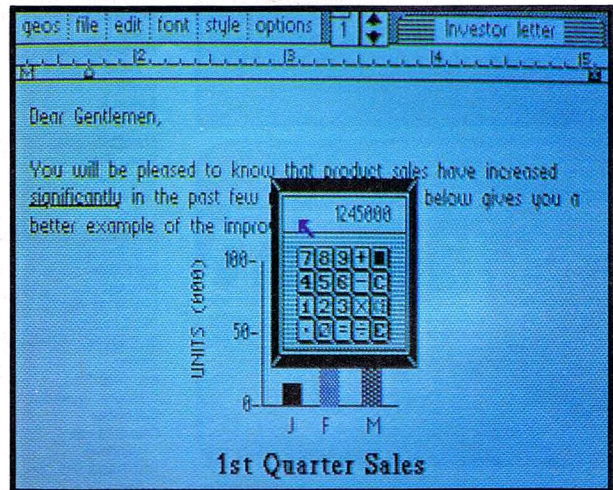 geos file edit font style options 1 Investor letter
2 3 4 5
M
Dear Gentlemen,
You will be pleased to know that product sales have increased
significantly in the past few below gives you a
better example of the impro
1245000
7 8 9 + ■
4 5 6 - C
1 2 3 X
. 0 = ÷ E
100-
50-
0-
UNITS (000)
J F M
1st Quarter Sales